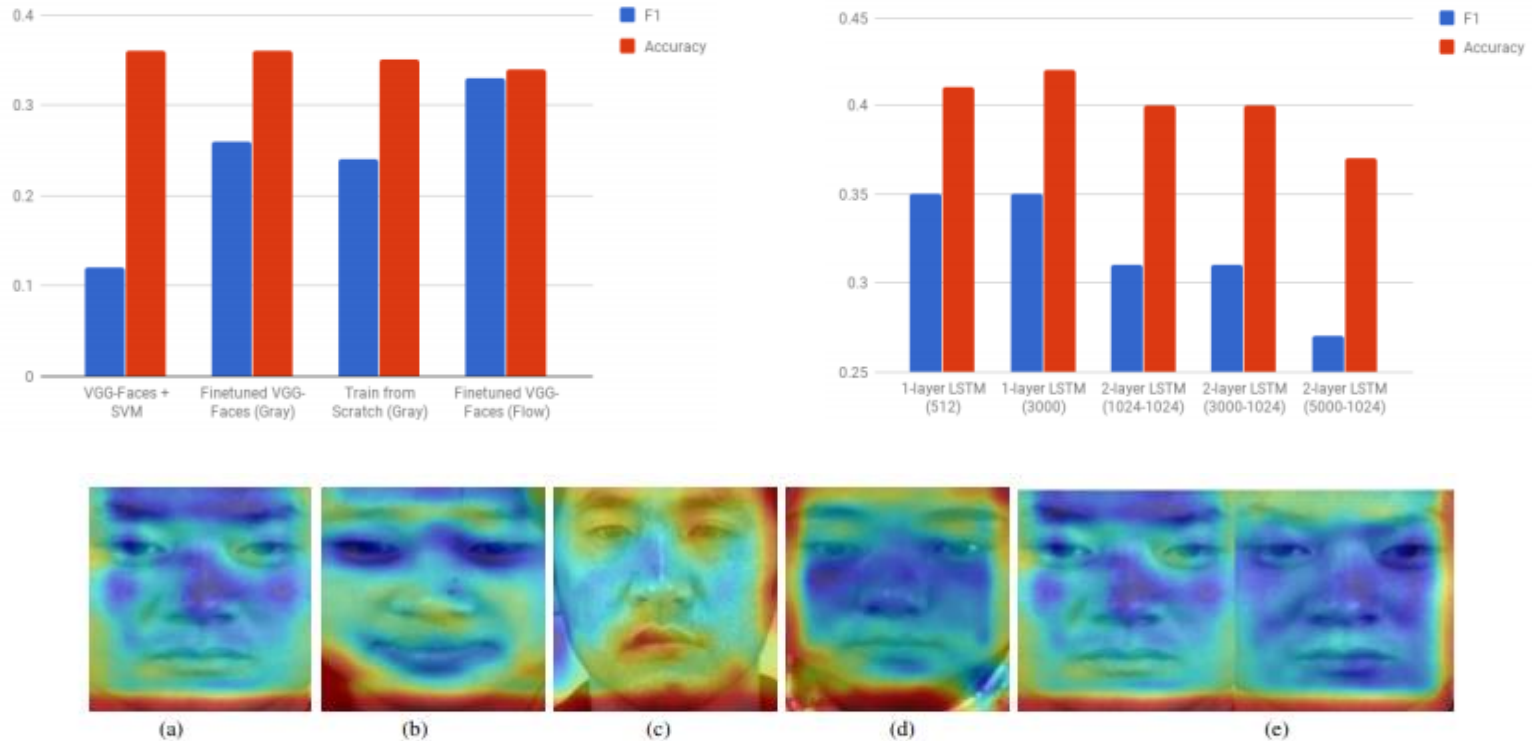 0.4
0.3
0.2
0.1
0
F1
Accuracy
VGG-Faces +
SVM
Finetuned VGG-
Faces (Gray)
Train from
Scratch (Gray)
Finetuned VGG-
Faces (Flow)
0.45
0.4
0.35
0.3
0.25
F1
Accuracy
1-layer LSTM
(512)
1-layer LSTM
(3000)
2-layer LSTM
(1024-1024)
2-layer LSTM
(3000-1024)
2-layer LSTM
(5000-1024)
(a)
(b)
(c)
(d)
(e)